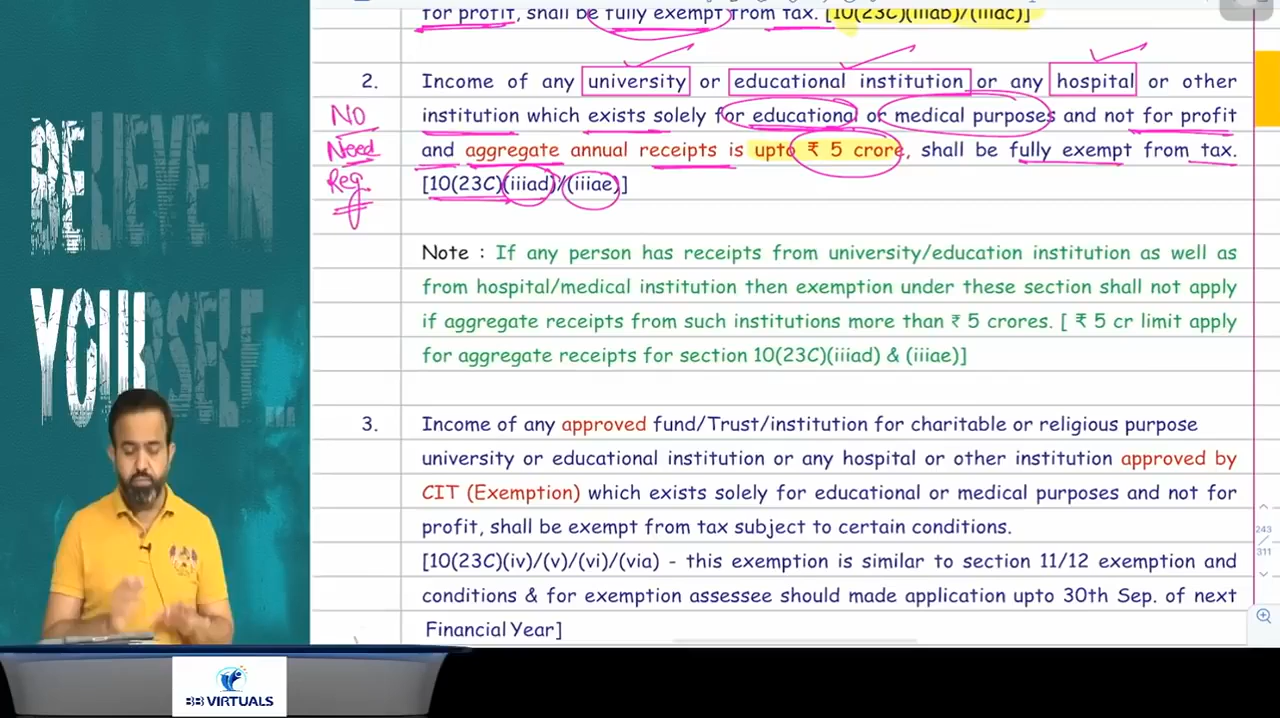 for profit, shall be fully exempt from tax. [10(23C)(iiiab)/(iiiac)]
2. Income of any university or educational institution or any hospital or other
institution which exists solely for educational or medical purposes and not for profit
and aggregate annual receipts is upto ₹ 5 crore, shall be fully exempt from tax.
[10(23C)(iiiad)/(iiiae)]
No
Need
Reg.
Note : If any person has receipts from university/education institution as well as
from hospital/medical institution then exemption under these section shall not apply
if aggregate receipts from such institutions more than ₹ 5 crores. [ ₹ 5 cr limit apply
for aggregate receipts for section 10(23C)(iiiad) & (iiiae)]
3. Income of any approved fund/Trust/institution for charitable or religious purpose
university or educational institution or any hospital or other institution approved by
CIT (Exemption) which exists solely for educational or medical purposes and not for
profit, shall be exempt from tax subject to certain conditions.
[10(23C)(iv)/(v)/(vi)/(via) - this exemption is similar to section 11/12 exemption and
conditions & for exemption assessee should made application upto 30th Sep. of next
Financial Year]
BELIEVE IN
YOURSELF...
243
/
311
BB VIRTUALS